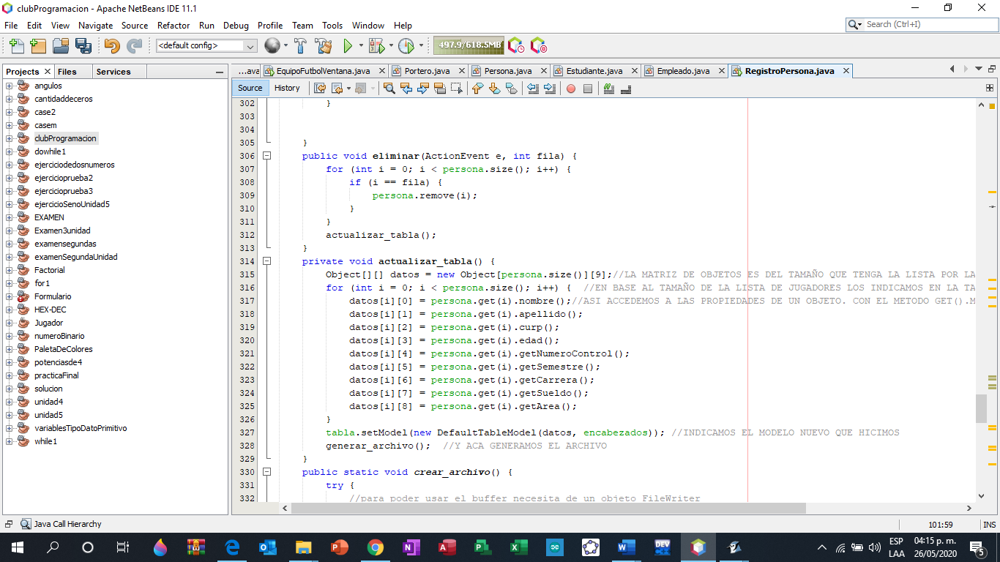 clubProgramacion - Apache NetBeans IDE 11.1
File Edit View Navigate Source Refactor Run Debug Profile Team Tools Window Help
Search (Ctrl+I)
<default config>
497.9/618.5MB
Projects Files Services
...ava EquipoFutbolVentana.java Portero.java Persona.java Estudiante.java Empleado.java RegistroPersona.java
Source History
angulos
cantidaddeceros
case2
casem
clubProgramacion
dowhile1
ejerciciodedosnumeros
ejercicioprueba2
ejercicioprueba3
ejercicioSenoUnidad5
EXAMEN
Examen3unidad
examensegundas
examenSegundaUnidad
Factorial
for1
Formulario
HEX-DEC
Jugador
numeroBinario
PaletaDeColores
potenciasde4
practicaFinal
solucion
unidad4
unidad5
variablesTipoDatoPrimitivo
while1
302 }
303
304
305 }
306 public void eliminar(ActionEvent e, int fila) {
307 for (int i = 0; i < persona.size(); i++) {
308 if (i == fila) {
309 persona.remove(i);
310 }
311 }
312 actualizar_tabla();
313 }
314 private void actualizar_tabla() {
315 Object[][] datos = new Object[persona.size()][9];//LA MATRIZ DE OBJETOS ES DEL TAMAÑO QUE TENGA LA LISTA POR LA
316 for (int i = 0; i < persona.size(); i++) { //EN BASE AL TAMAÑO DE LA LISTA DE JUGADORES LOS INDICAMOS EN LA TA
317 datos[i][0] = persona.get(i).nombre();//ASI ACCEDEMOS A LAS PROPIEDADES DE UN OBJETO. CON EL METODO GET().M
318 datos[i][1] = persona.get(i).apellido();
319 datos[i][2] = persona.get(i).curp();
320 datos[i][3] = persona.get(i).edad();
321 datos[i][4] = persona.get(i).getNumeroControl();
322 datos[i][5] = persona.get(i).getSemestre();
323 datos[i][6] = persona.get(i).getCarrera();
324 datos[i][7] = persona.get(i).getSueldo();
325 datos[i][8] = persona.get(i).getArea();
326 }
327 tabla.setModel(new DefaultTableModel(datos, encabezados)); //INDICAMOS EL MODELO NUEVO QUE HICIMOS
328 generar_archivo(); //Y ACA GENERAMOS EL ARCHIVO
329 }
330 public static void crear_archivo() {
331 try {
332 //para poder usar el buffer necesita de un objeto FileWriter
Java Call Hierarchy
101:59 INS
DEV
ESP 04:15 p. m.
LAA 26/05/2020
5